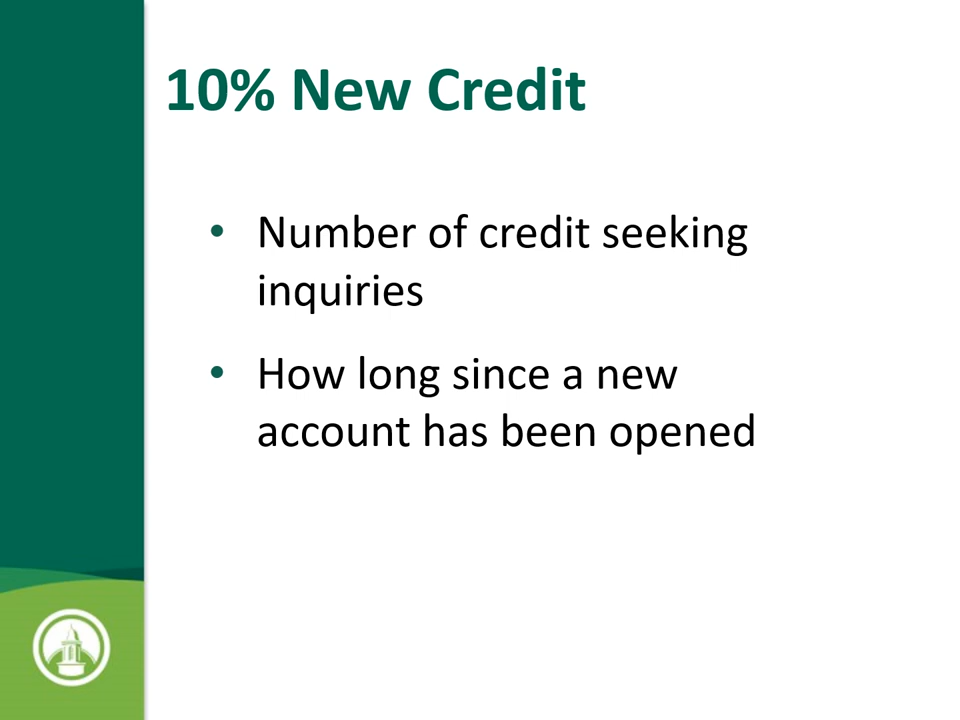 10% New Credit
• Number of credit seeking
inquiries
• How long since a new
account has been opened